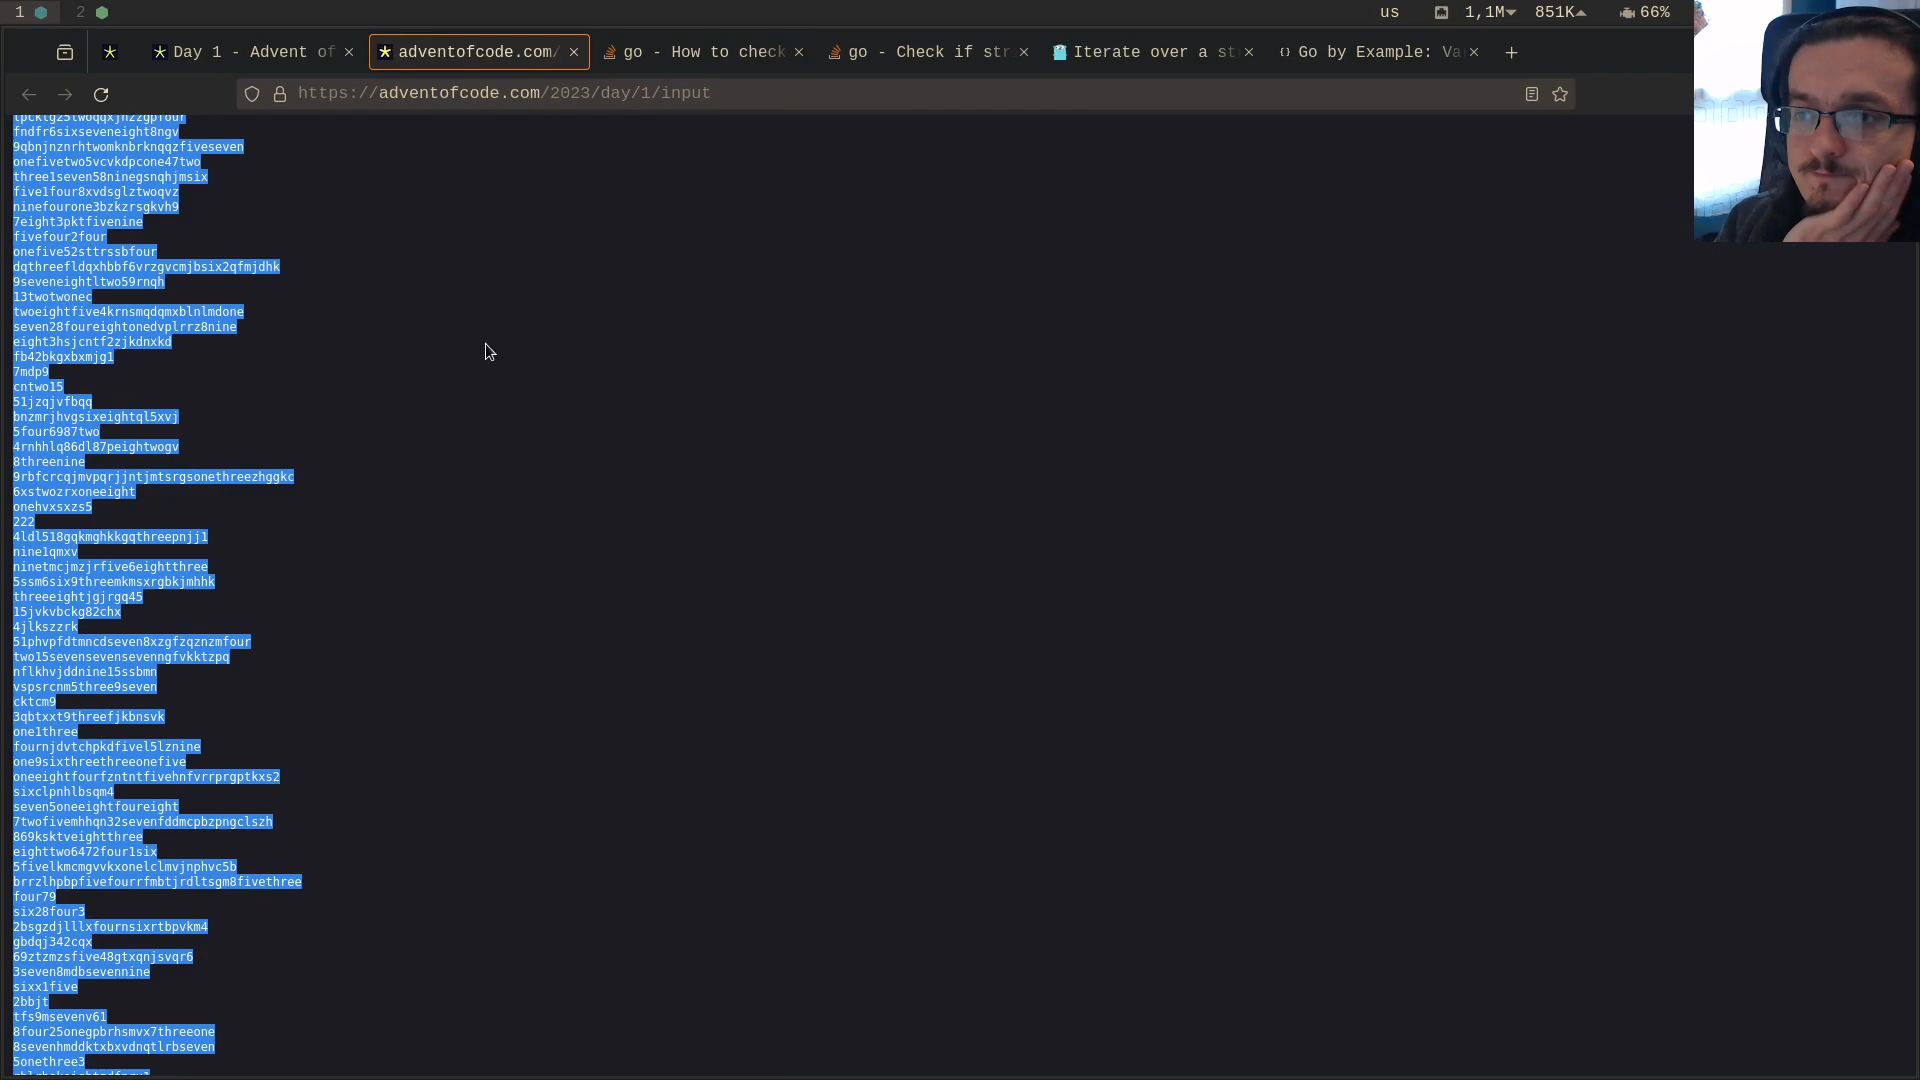 1 2 us 1,1M 851K 66%
Day 1 - Advent of adventofcode.com/ go - How to check go - Check if str Iterate over a st Go by Example: Va
https://adventofcode.com/2023/day/1/input
lpcktg25twoqqxjhzzgpfour
fndfr6sixseveneight8ngv
9qbnjnznrhtwomknbrknqqzfiveseven
onefivetwo5vcvkdpcone47two
three1seven58ninegsnqhjmsix
five1four8xvdsglztwoqvz
ninefourone3bzkzrsgkvh9
7eight3pktfivenine
fivefour2four
onefive52sttrssbfour
dqthreefldqxhbbf6vrzgvcmjbsix2qfmjdhk
9seveneightltwo59rnqh
13twotwonec
twoeightfive4krnsmqdqmxblnlmdone
seven28foureightonedvplrrz8nine
eight3hsjcntf2zjkdnxkd
fb42bkgxbxmjg1
7mdp9
cntwo15
51jzqjvfbqq
bnzmrjhvgsixeightql5xvj
5four6987two
4rnhhlq86dl87peightwogv
8threenine
9rbfcrcqjmvpqrjjntjmtsrgsonethreezhggkc
6xstwozrxoneeight
onehvxsxzs5
222
4ldl518gqkmghkkgqthreepnjj1
nine1qmxv
ninetmcjmzjrfive6eightthree
5ssm6six9threemkmsxrgbkjmhhk
threeeightjgjrgq45
15jvkvbckg82chx
4jlkszzrk
51phvpfdtmncdseven8xzgfzqznzmfour
two15sevensevensevenngfvkktzpq
nflkhvjddnine15ssbmn
vspsrcnm5three9seven
cktcm9
3qbtxxt9threefjkbnsvk
one1three
fournjdvtchpkdfivel5lznine
one9sixthreethreeonefive
oneeightfourfzntntfivehnfvrrprgptkxs2
sixclpnhlbsqm4
seven5oneeightfoureight
7twofivemhhqn32sevenfddmcpbzpngclszh
869ksktveightthree
eighttwo6472four1six
5fivelkmcmgvvkxonelclmvjnphvc5b
brrzlhpbpfivefourrfmbtjrdltsgm8fivethree
four79
six28four3
2bsgzdjlllxfournsixrtbpvkm4
gbdqj342cqx
69ztzmzsfive48gtxqnjsvqr6
3seven8mdbsevennine
sixx1five
2bbjt
tfs9msevenv61
8four25onegpbrhsmvx7threeone
8sevenhmddktxbxvdnqtlrbseven
5onethree3